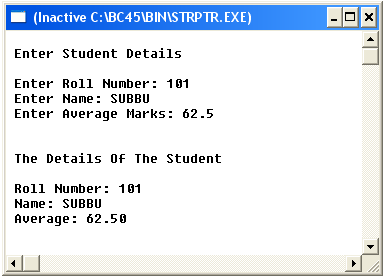 (Inactive C:\BC45\BIN\STRPTR.EXE)
Enter Student Details
Enter Roll Number: 101
Enter Name: SUBBU
Enter Average Marks: 62.5
The Details Of The Student
Roll Number: 101
Name: SUBBU
Average: 62.50